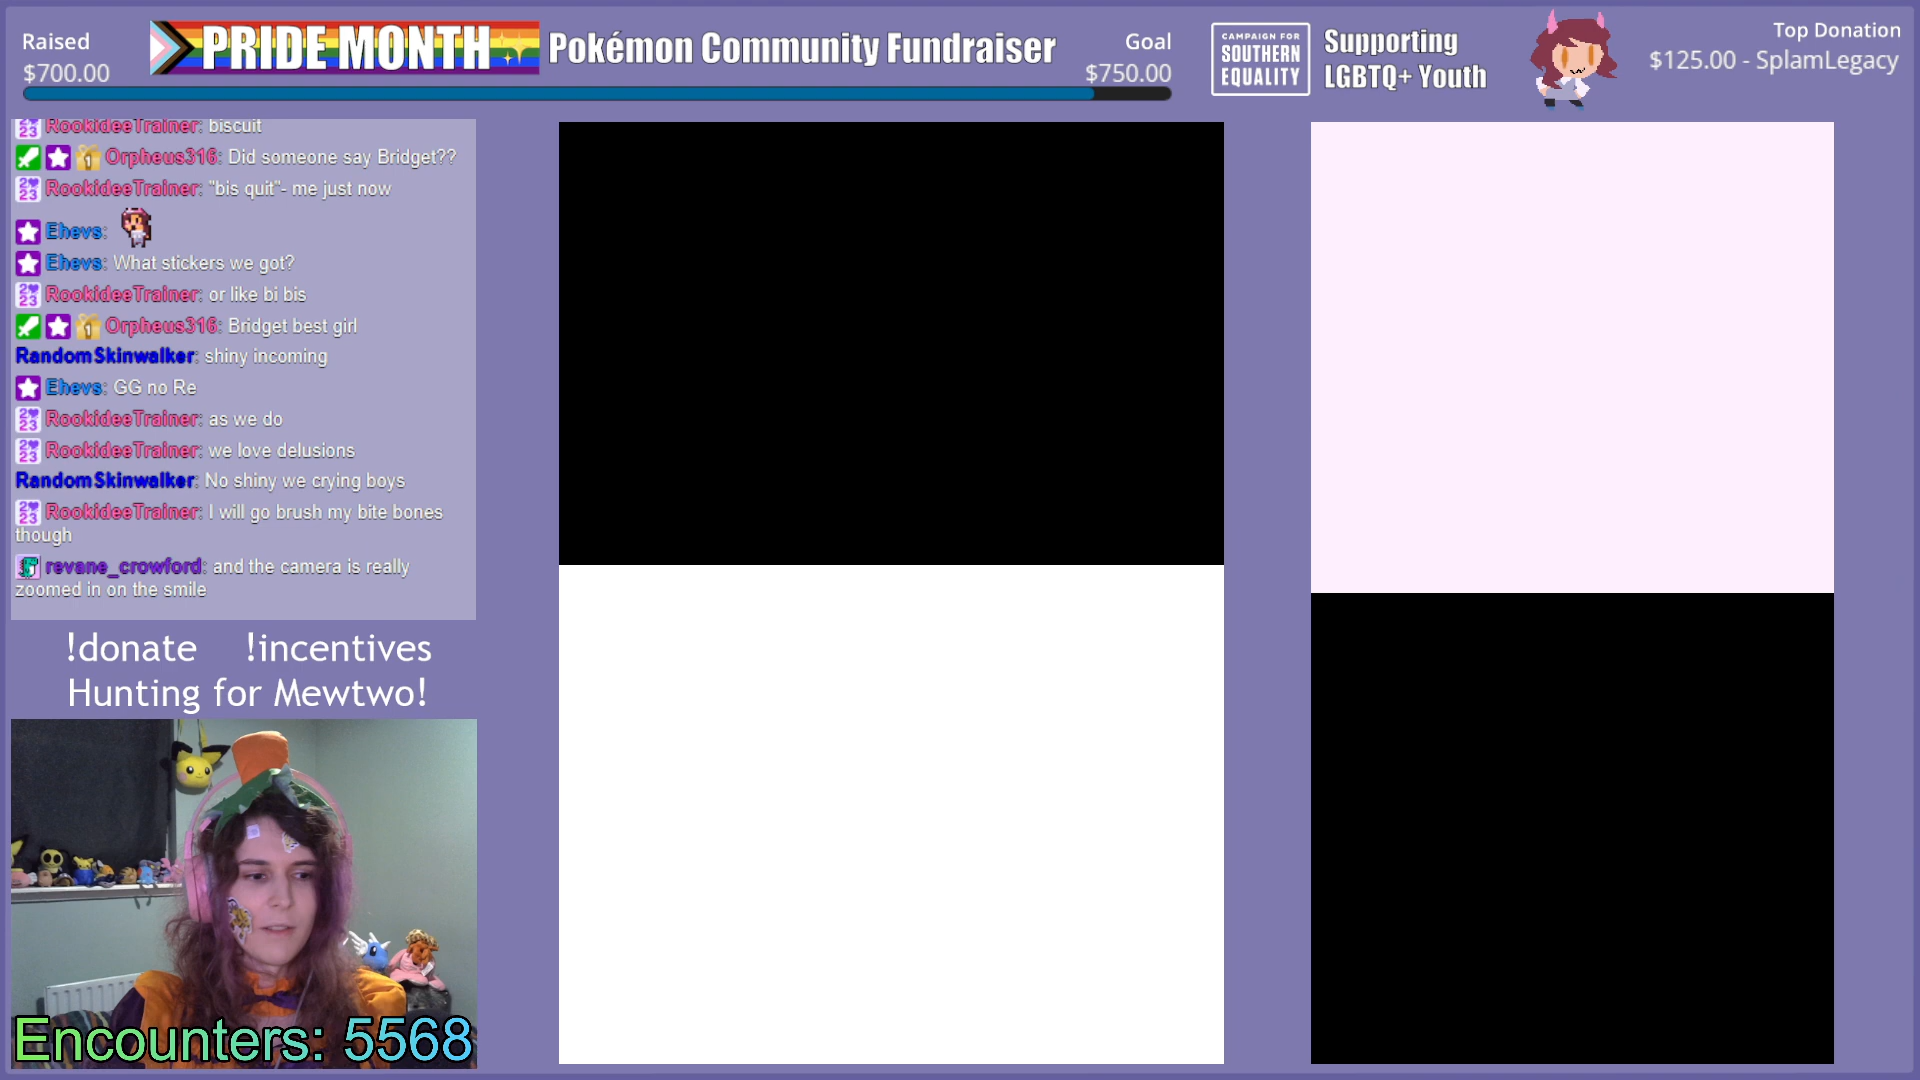 Raised
$700.00
PRIDE MONTH Pokémon Community Fundraiser
Goal
$750.00
CAMPAIGN FOR
SOUTHERN
EQUALITY
Supporting
LGBTQ+ Youth
Top Donation
$125.00 - SplamLegacy
RookideeTrainer: biscuit
Orpheus316: Did someone say Bridget??
RookideeTrainer: "bis quit"- me just now
Ehevs:
Ehevs: What stickers we got?
RookideeTrainer: or like bi bis
Orpheus316: Bridget best girl
RandomSkinwalker: shiny incoming
Ehevs: GG no Re
RookideeTrainer: as we do
RookideeTrainer: we love delusions
RandomSkinwalker: No shiny we crying boys
RookideeTrainer: I will go brush my bite bones
though
revane_crowford: and the camera is really
zoomed in on the smile
!donate !incentives
Hunting for Mewtwo!
Encounters: 5568